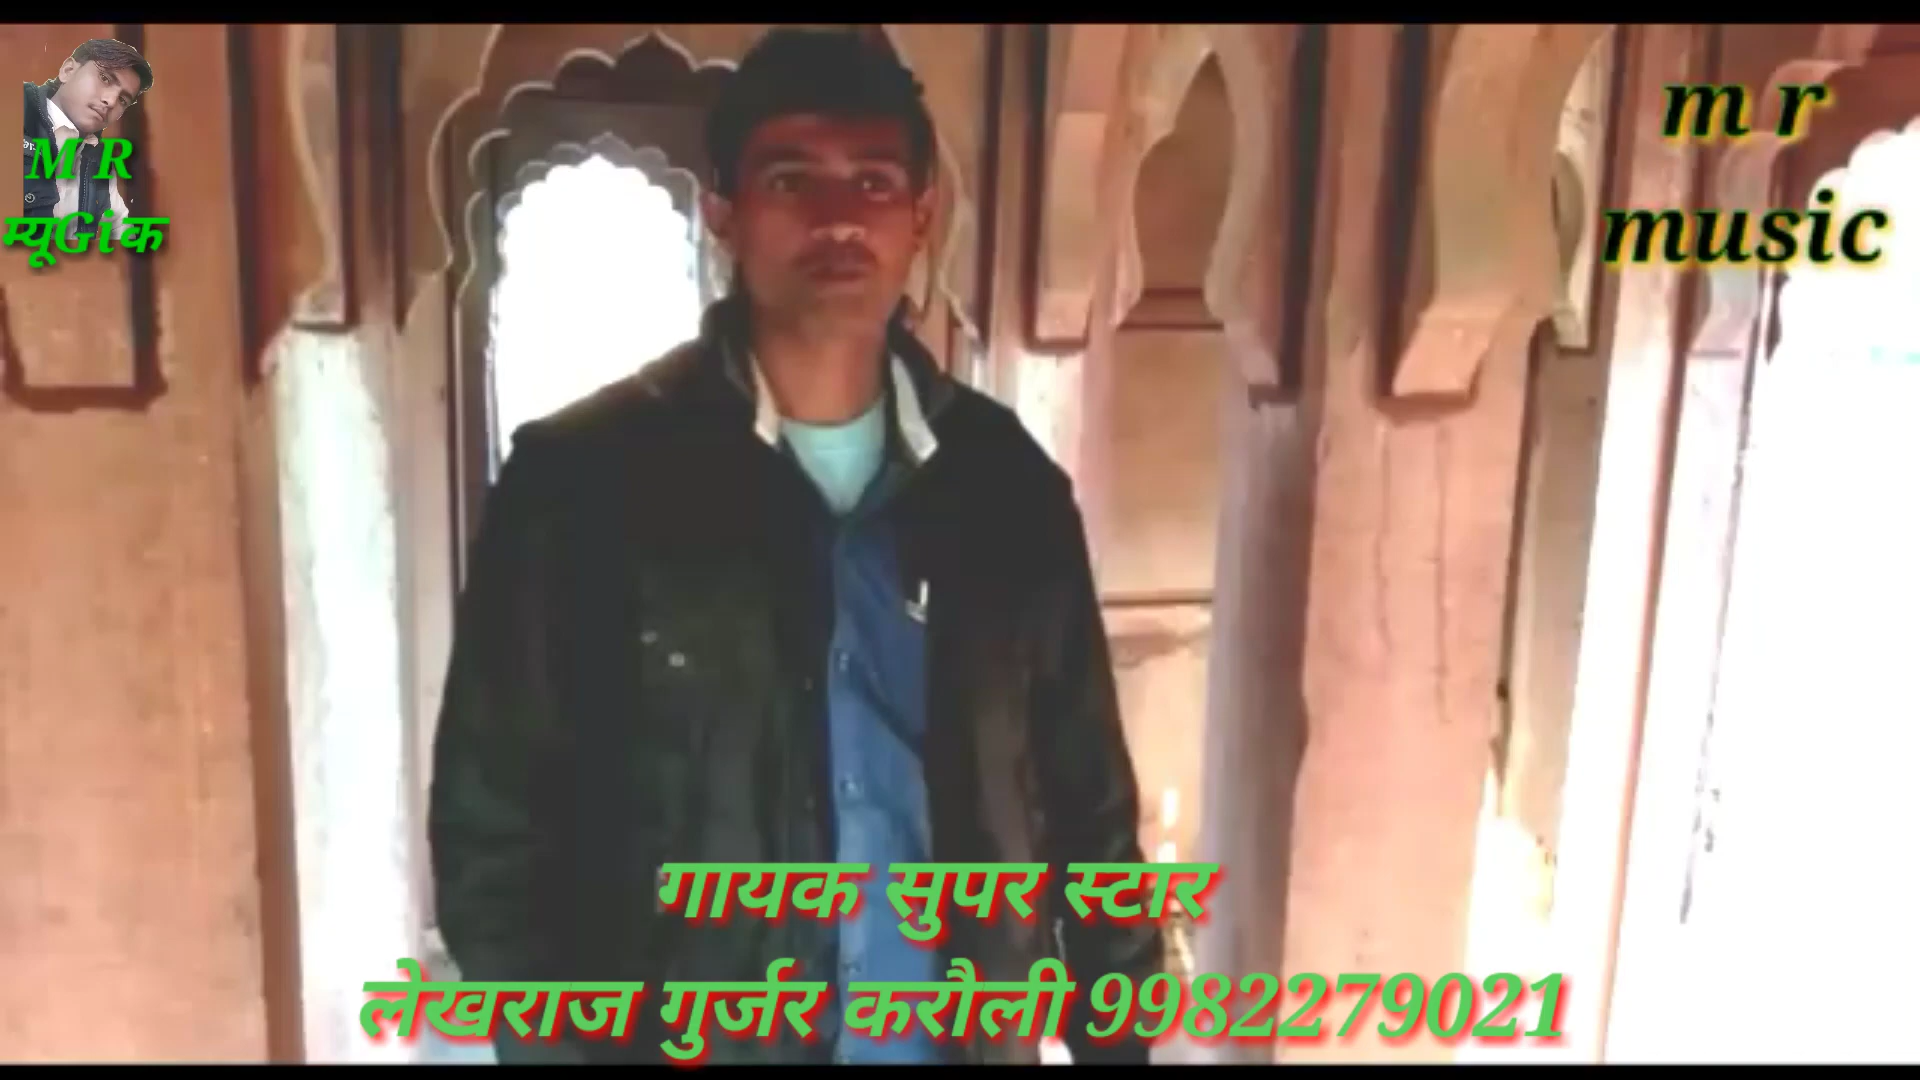 M R
म्यूGiक
m r
music
गायक सुपर स्टार
लेखराज गुर्जर करौली 9982279021